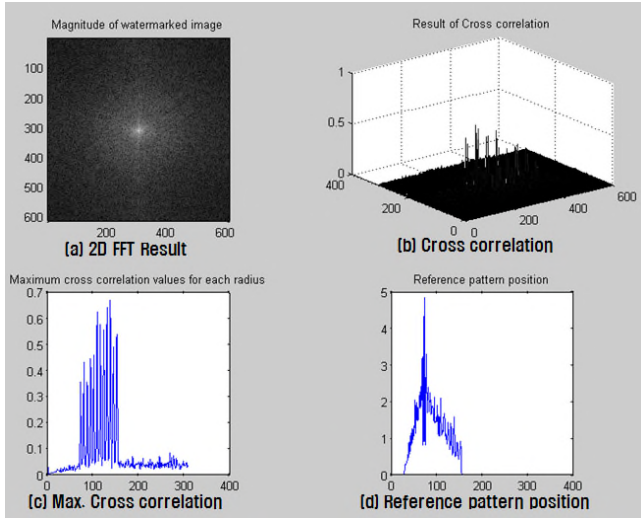 Magnitude of watermarked image
100
200
300
400
500
600
0 200 400 600
(a) 2D FFT Result
Result of Cross correlation
1
0.5
0
400
200
0
0
200
400
600
(b) Cross correlation
Maximum cross correlation values for each radius
0.7
0.6
0.5
0.4
0.3
0.2
0.1
0
0 100 200 300 400
(c) Max. Cross correlation
Reference pattern position
5
4
3
2
1
0
0 100 200 300 400
(d) Reference pattern position